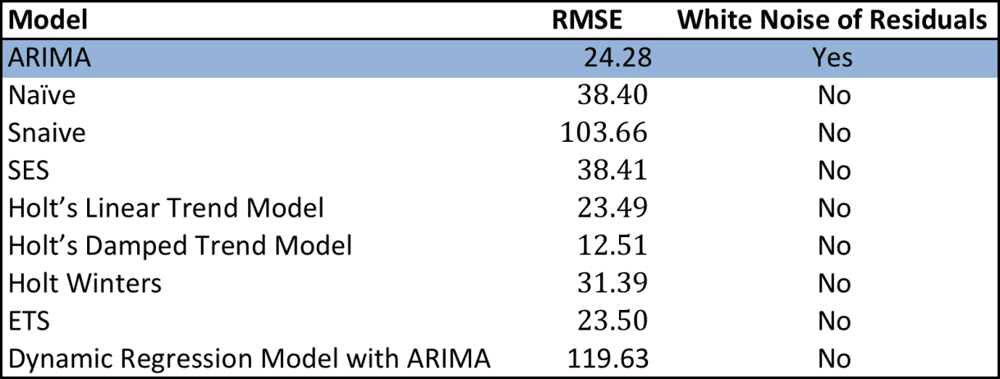 Model RMSE White Noise of Residuals
ARIMA 24.28 Yes
Naïve 38.40 No
Snaive 103.66 No
SES 38.41 No
Holt’s Linear Trend Model 23.49 No
Holt’s Damped Trend Model 12.51 No
Holt Winters 31.39 No
ETS 23.50 No
Dynamic Regression Model with ARIMA 119.63 No